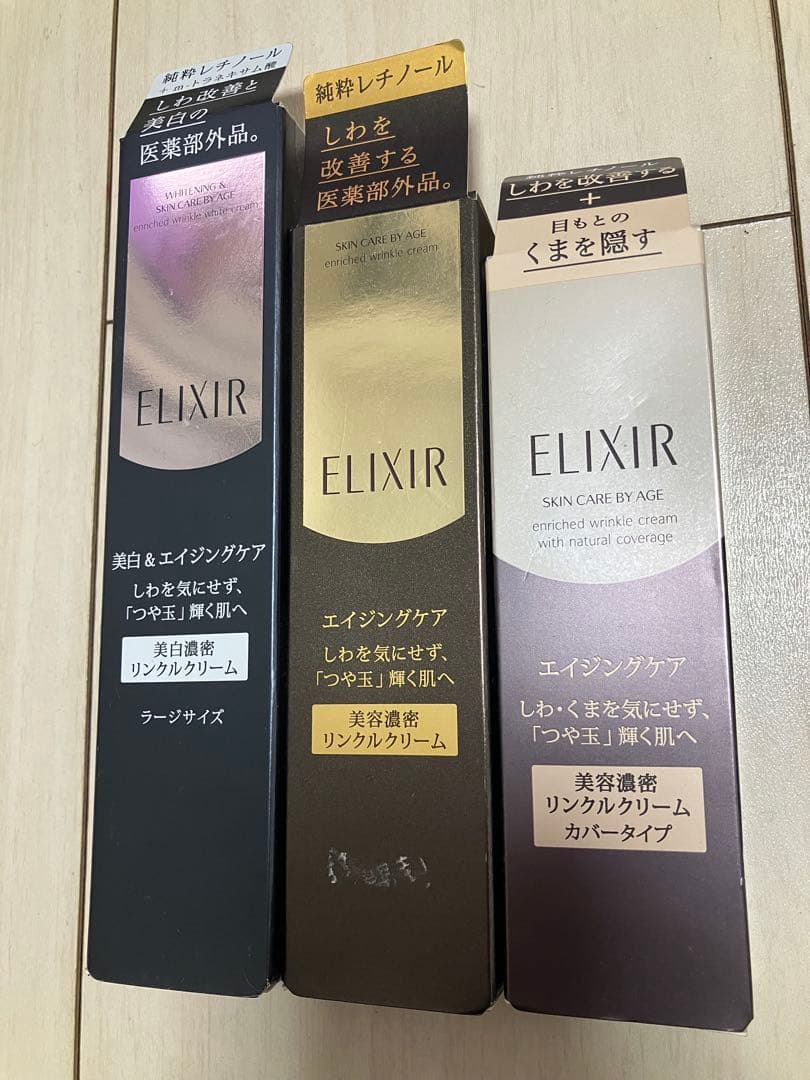 純粋レチノール
+ m-トラネキサム酸
しわ改善と
美白の
医薬部外品。
WHITENING &
SKIN CARE BY AGE
enriched wrinkle white cream
ELIXIR
美白&エイジングケア
しわを気にせず、
「つや玉」輝く肌へ
美白濃密
リンクルクリーム
ラージサイズ
純粋レチノール
しわを
改善する
医薬部外品。
SKIN CARE BY AGE
enriched wrinkle cream
ELIXIR
エイジングケア
しわを気にせず、
「つや玉」輝く肌へ
美容濃密
リンクルクリーム
純粋レチノール
しわを改善する
+
目もとの
くまを隠す
ELIXIR
SKIN CARE BY AGE
enriched wrinkle cream
with natural coverage
エイジングケア
しわ・くまを気にせず、
「つや玉」輝く肌へ
美容濃密
リンクルクリーム
カバータイプ